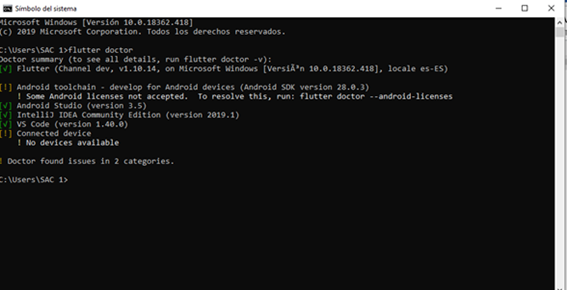 Símbolo del sistema
Microsoft Windows [Versión 10.0.18362.418]
(c) 2019 Microsoft Corporation. Todos los derechos reservados.
C:\Users\SAC 1>flutter doctor
Doctor summary (to see all details, run flutter doctor -v):
[√] Flutter (Channel dev, v1.10.14, on Microsoft Windows [VersiÃ³n 10.0.18362.418], locale es-ES)
[!] Android toolchain - develop for Android devices (Android SDK version 28.0.3)
! Some Android licenses not accepted.  To resolve this, run: flutter doctor --android-licenses
[√] Android Studio (version 3.5)
[√] IntelliJ IDEA Community Edition (version 2019.1)
[√] VS Code (version 1.40.0)
[!] Connected device
! No devices available
! Doctor found issues in 2 categories.
C:\Users\SAC 1>